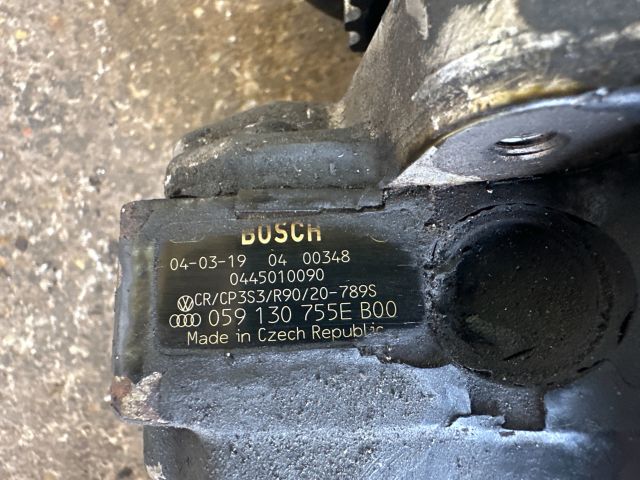 BOSCH
04-03-19 04 00348
0445010090
CR/CP3S3/R90/20-789S
059 130 755E B00
Made in Czech Republic